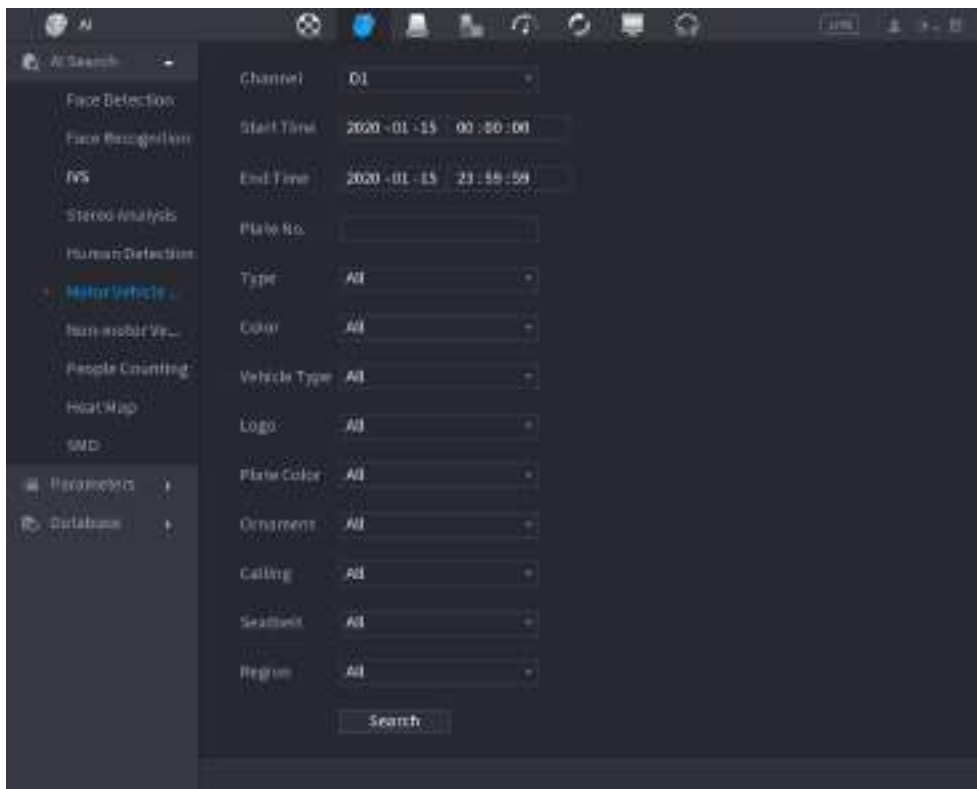 AI
LIVE
AI Search
Face Detection
Face Recognition
IVS
Stereo Analysis
Human Detection
Motor Vehicle ...
Non-motor Ve...
People Counting
Heat Map
SMD
Parameters
Database
Channel D1
Start Time 2020 -01 -15 00 :00 :00
End Time 2020 -01 -15 23 :59 :59
Plate No.
Type All
Color All
Vehicle Type All
Logo All
Plate Color All
Ornament All
Calling All
Seatbelt All
Region All
Search